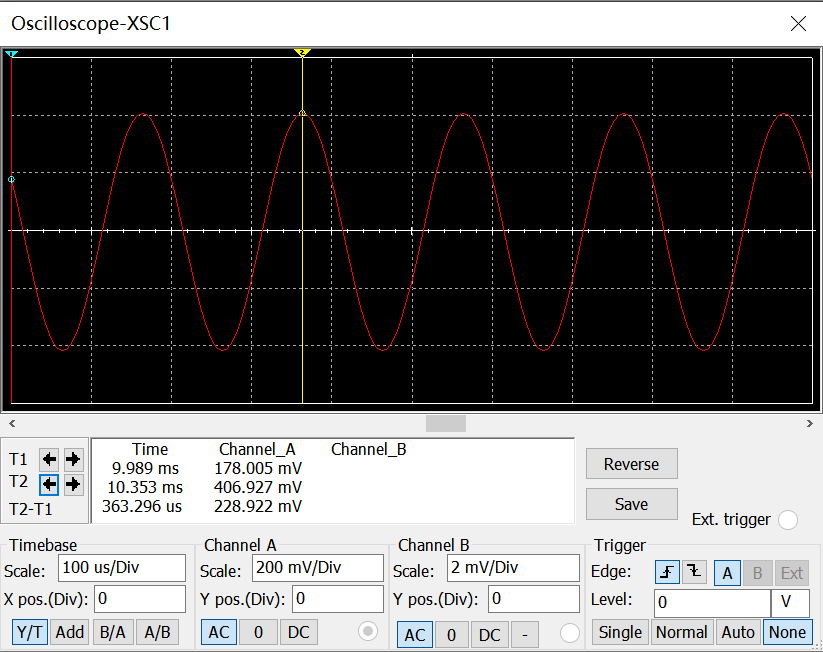 Oscilloscope-XSC1
1
2
Time Channel_A Channel_B
T1 9.989 ms 178.005 mV
T2 10.353 ms 406.927 mV
T2-T1 363.296 us 228.922 mV
Reverse
Save
Ext. trigger
Timebase
Scale: 100 us/Div
X pos.(Div): 0
Y/T Add B/A A/B
Channel A
Scale: 200 mV/Div
Y pos.(Div): 0
AC 0 DC
Channel B
Scale: 2 mV/Div
Y pos.(Div): 0
AC 0 DC -
Trigger
Edge: A B Ext
Level: 0 V
Single Normal Auto None